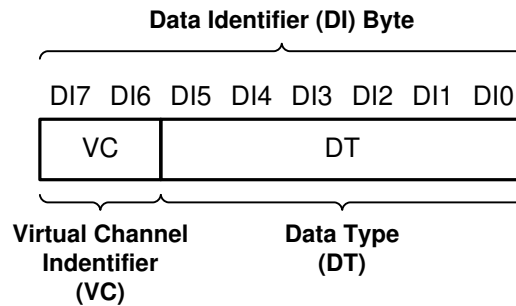 Data Identifier (DI) Byte
DI7 DI6 DI5 DI4 DI3 DI2 DI1 DI0
VC DT
Virtual Channel
Indentifier
(VC)
Data Type
(DT)